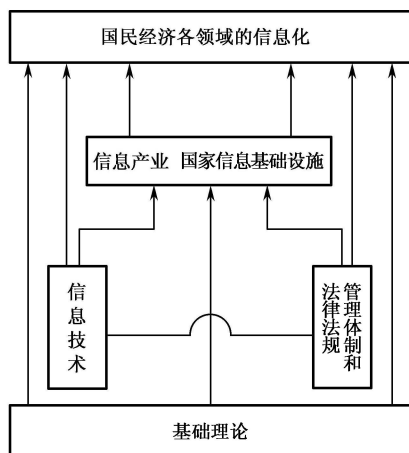 国民经济各领域的信息化
信息产业 国家信息基础设施
信息技术
管理体制和
法律法规
基础理论